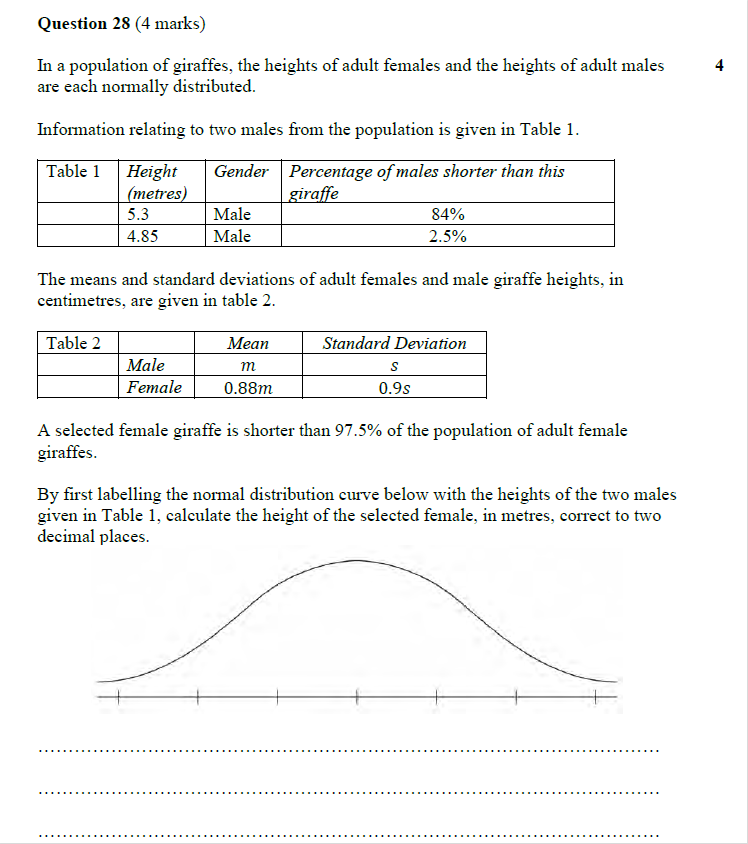 Question 28 (4 marks)
In a population of giraffes, the heights of adult females and the heights of adult males 4
are each normally distributed.
Information relating to two males from the population is given in Table 1.
Table 1 Height Gender Percentage of males shorter than this
(metres) giraffe
5.3 Male 84%
4.85 Male 2.5%
The means and standard deviations of adult females and male giraffe heights, in
centimetres, are given in table 2.
Table 2 Mean Standard Deviation
Male m s
Female 0.88m 0.9s
A selected female giraffe is shorter than 97.5% of the population of adult female
giraffes.
By first labelling the normal distribution curve below with the heights of the two males
given in Table 1, calculate the height of the selected female, in metres, correct to two
decimal places.